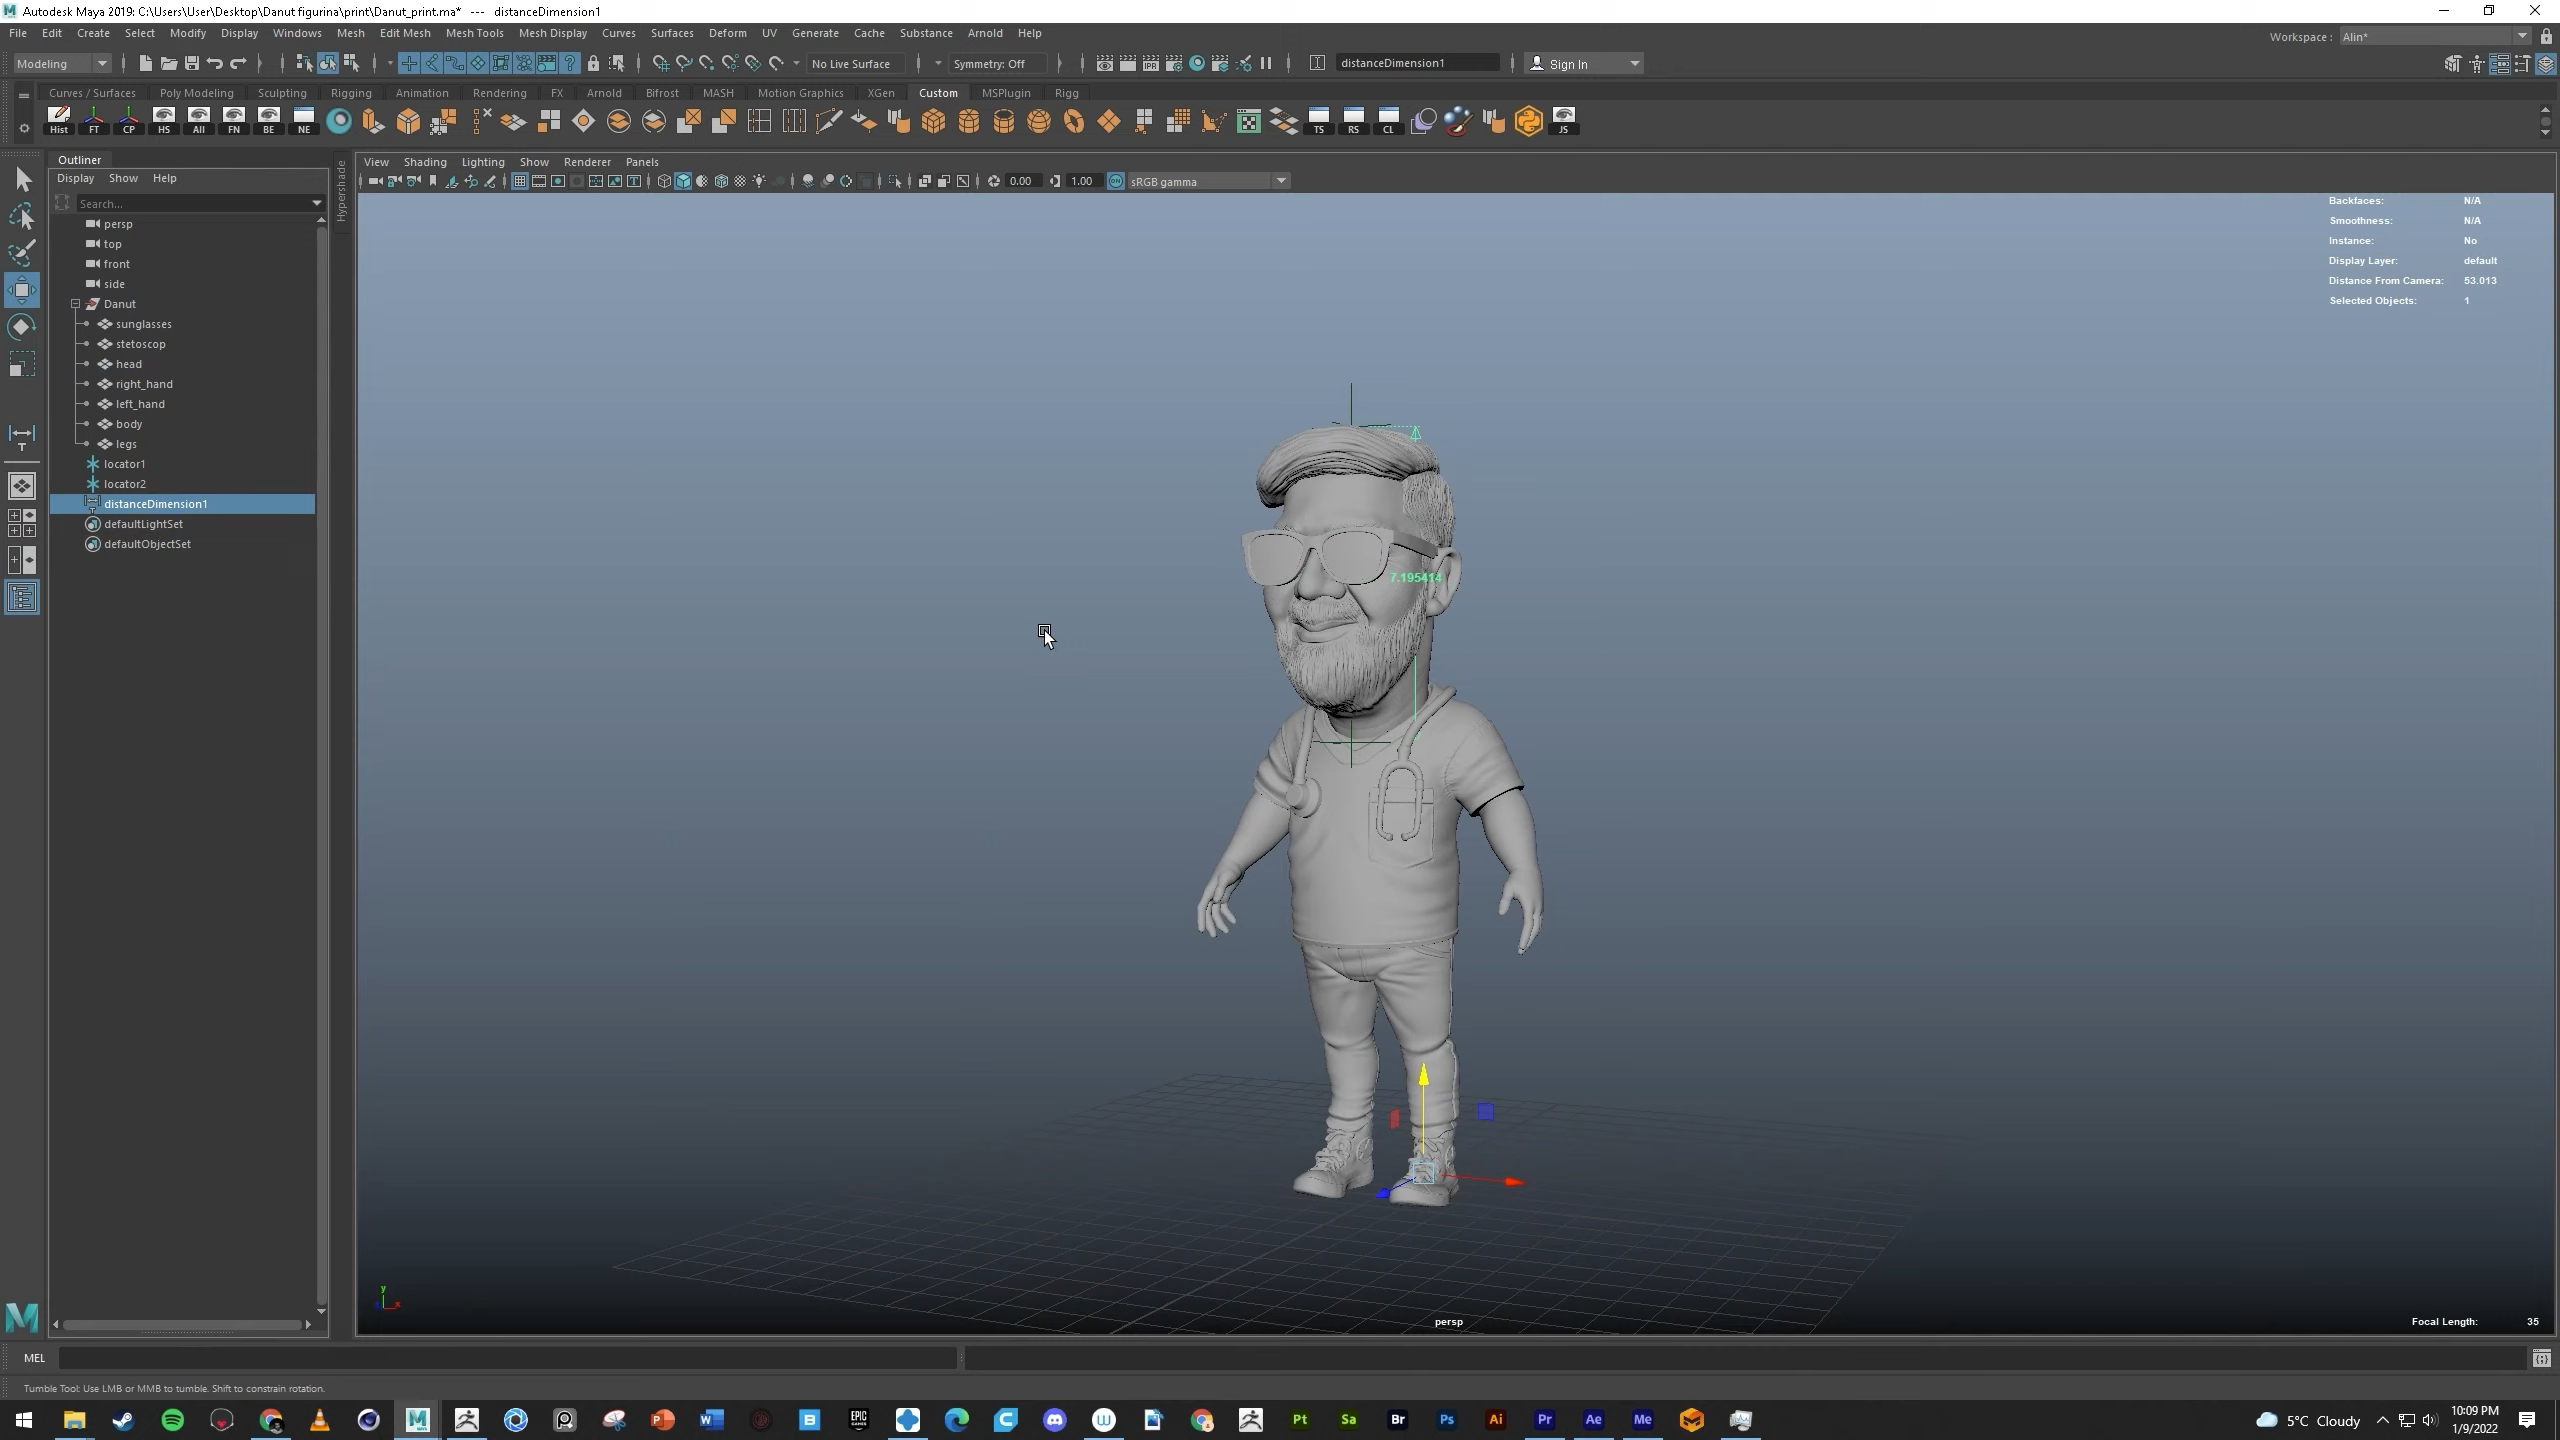 Autodesk Maya 2019: C:\Users\User\Desktop\Danut figurina\print\Danut_print.ma* --- distanceDimension1
File Edit Create Select Modify Display Windows Mesh Edit Mesh Mesh Tools Mesh Display Curves Surfaces Deform UV Generate Cache Substance Arnold Help
Workspace : Alin*
Modeling No Live Surface Symmetry: Off distanceDimension1 Sign In
Curves / Surfaces Poly Modeling Sculpting Rigging Animation Rendering FX Arnold Bifrost MASH Motion Graphics XGen Custom MSPlugin Rigg
Hist FT CP HS All FN BE NE TS RS CL JS
Outliner
Display Show Help
Search...
persp
top
front
side
Danut
sunglasses
stetoscop
head
right_hand
left_hand
body
legs
locator1
locator2
distanceDimension1
defaultLightSet
defaultObjectSet
Hypershade
View Shading Lighting Show Renderer Panels
0.00 1.00 sRGB gamma
Backfaces: N/A
Smoothness: N/A
Instance: No
Display Layer: default
Distance From Camera: 53.013
Selected Objects: 1
7.195414
y
x
persp
Focal Length: 35
MEL
Tumble Tool: Use LMB or MMB to tumble. Shift to constrain rotation.
Pt Sa Br Ps Ai Pr Ae Me
5°C Cloudy
10:09 PM
1/9/2022